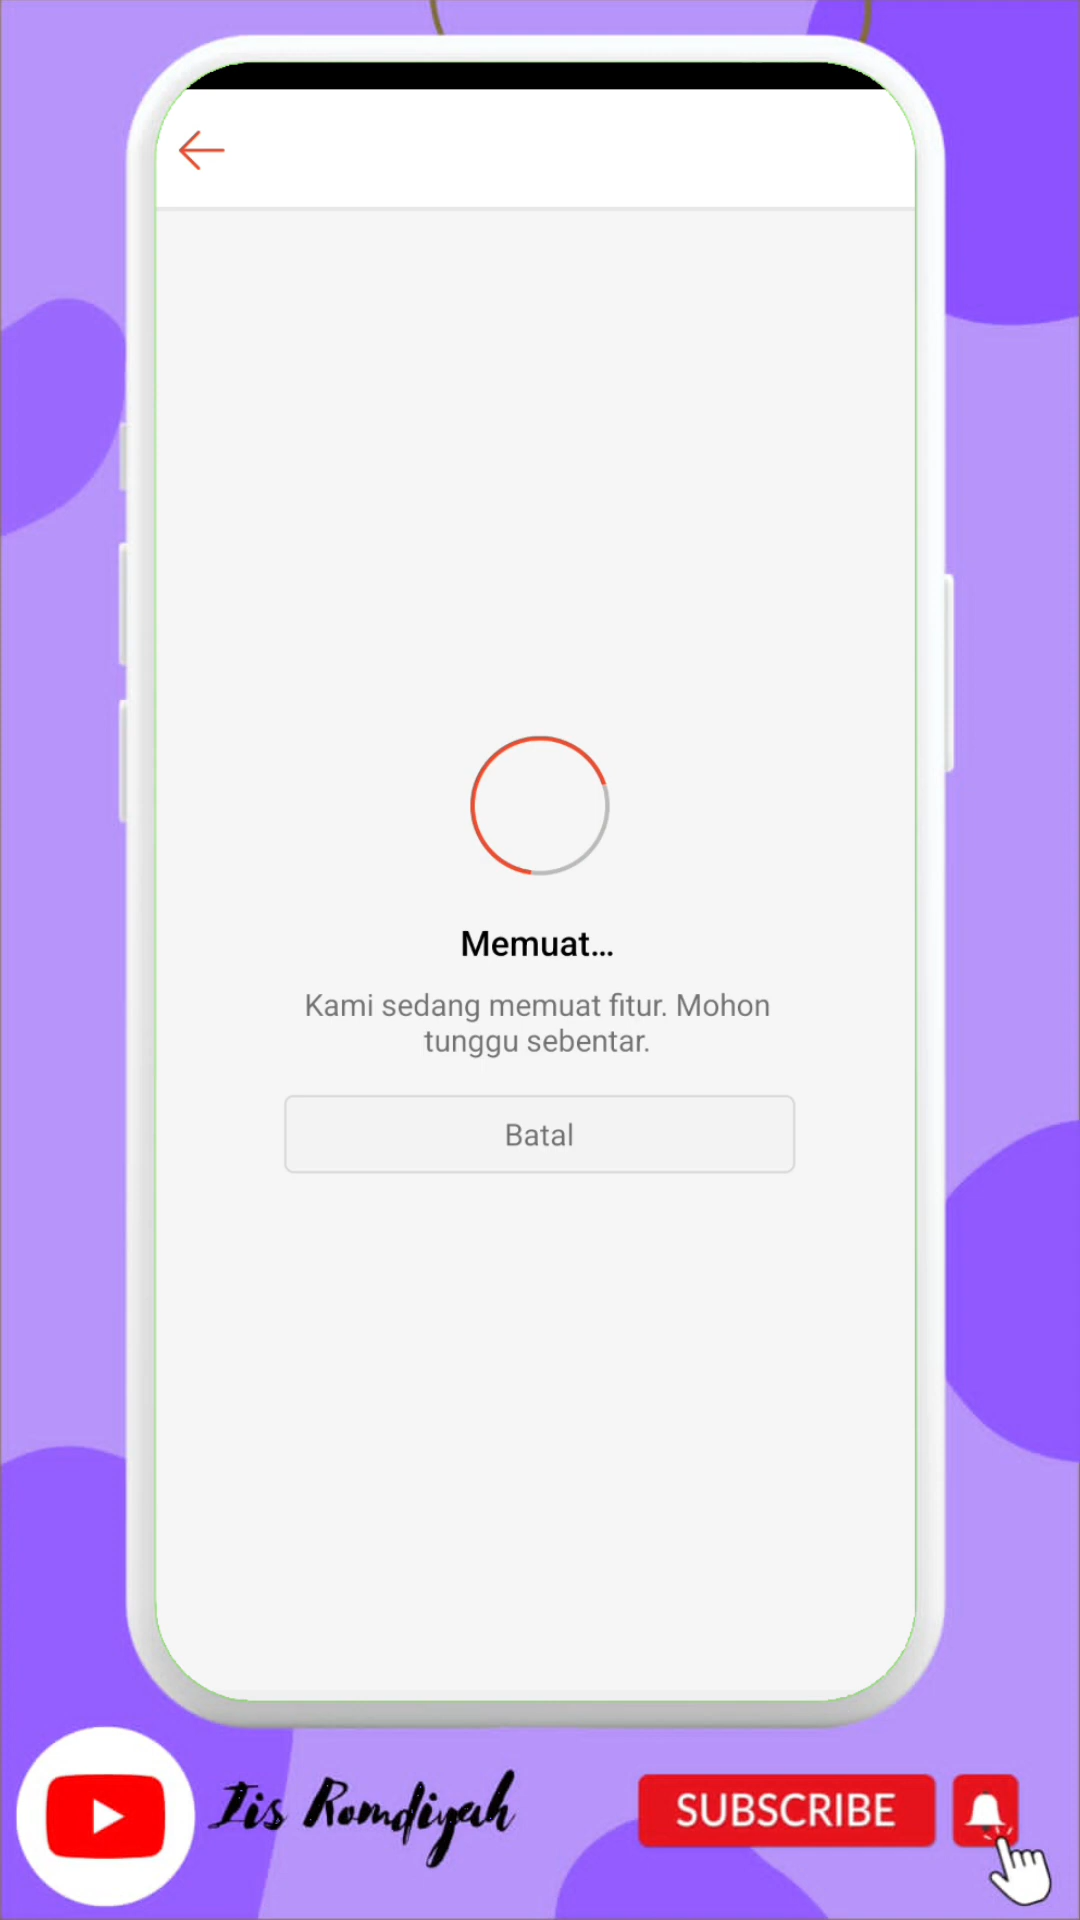 Memuat...
Kami sedang memuat fitur. Mohon
tunggu sebentar.
Batal
Iis Romdiyah
SUBSCRIBE